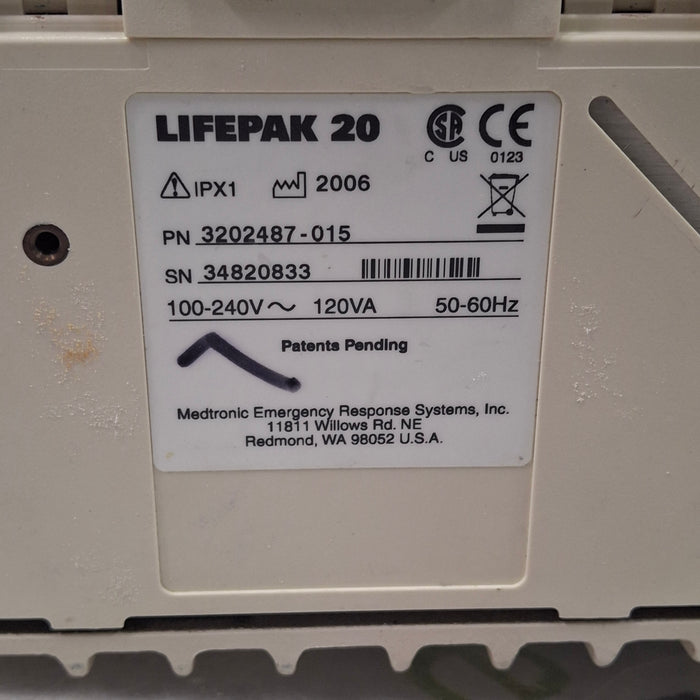 LIFEPAK 20
C US 0123
IPX1 2006
PN 3202487-015
SN 34820833
100-240V~ 120VA 50-60Hz
Patents Pending
Medtronic Emergency Response Systems, Inc.
11811 Willows Rd. NE
Redmond, WA 98052 U.S.A.